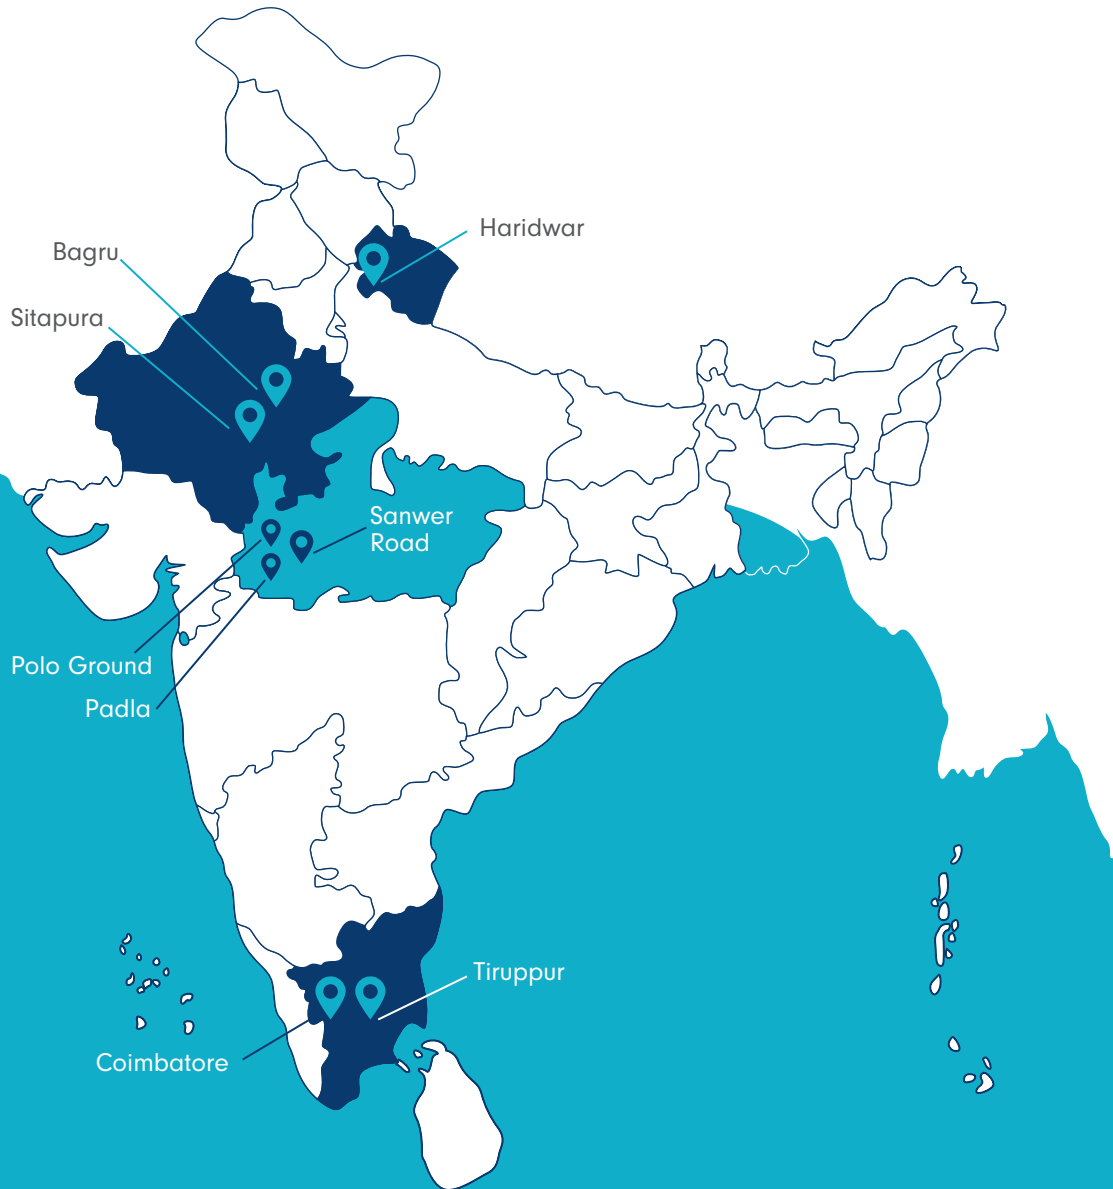 Haridwar
Bagru
Sitapura
Sanwer
Road
Polo Ground
Padla
Tiruppur
Coimbatore